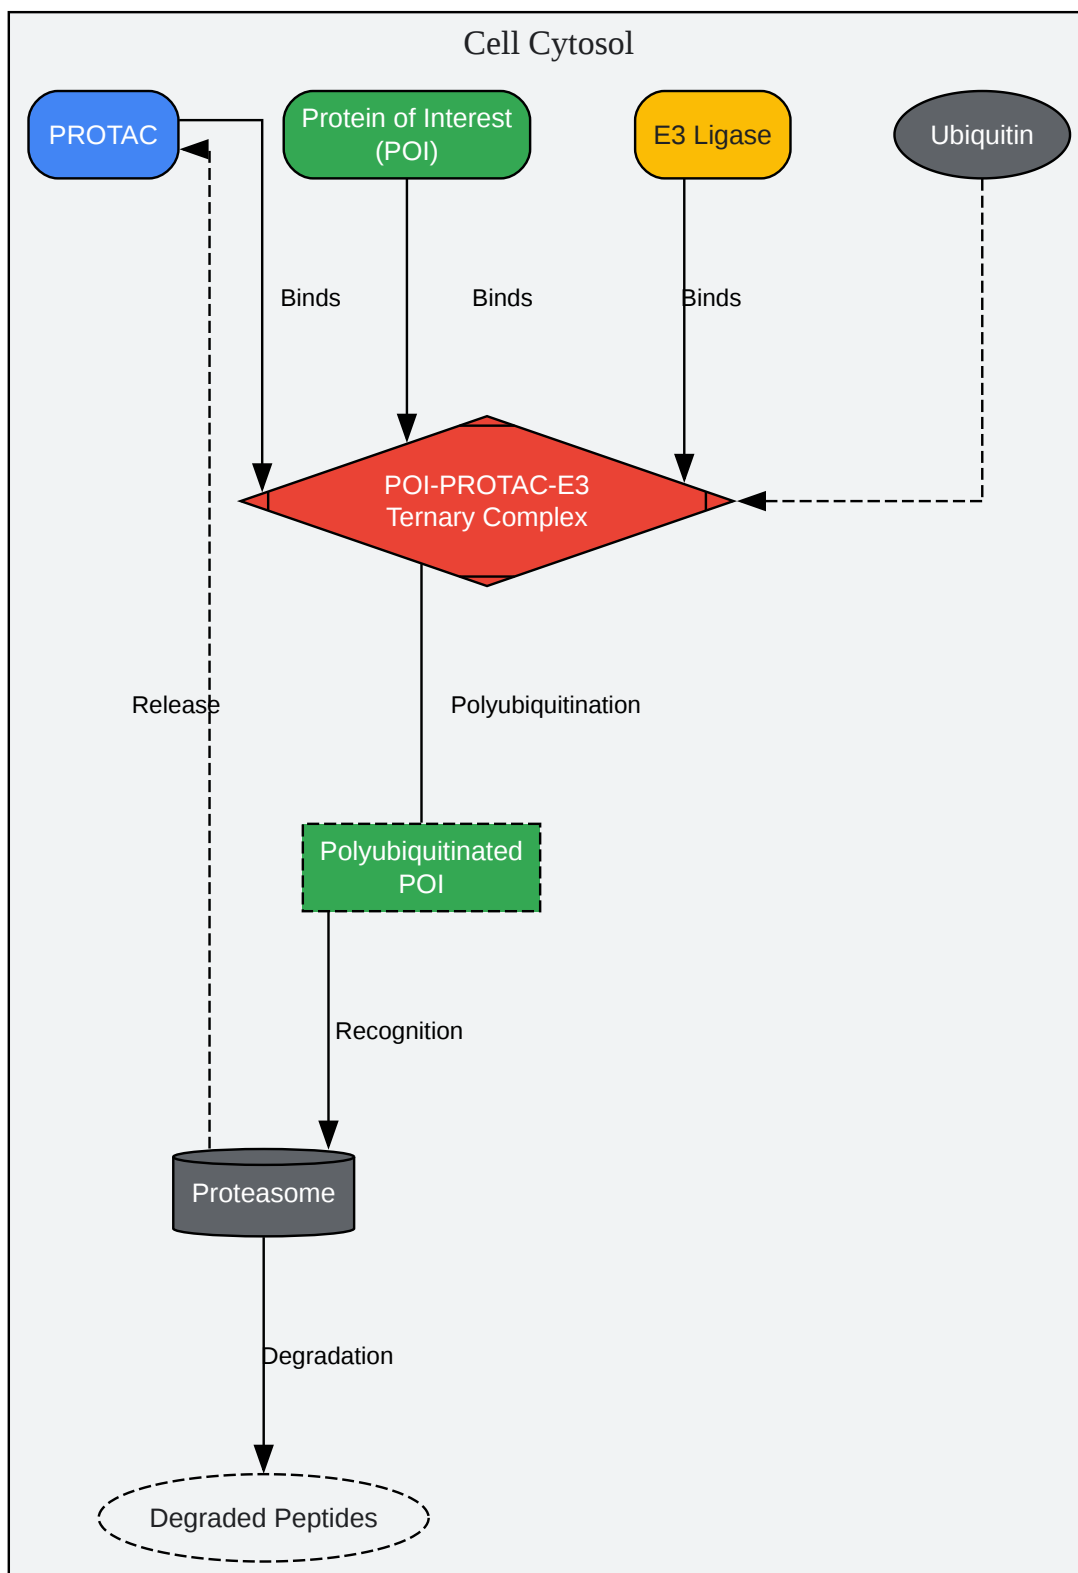 Cell Cytosol
PROTAC
Protein of Interest
(POI)
E3 Ligase
Ubiquitin
Binds
Binds
Binds
POI-PROTAC-E3
Ternary Complex
Release
Polyubiquitination
Polyubiquitinated
POI
Recognition
Proteasome
Degradation
Degraded Peptides